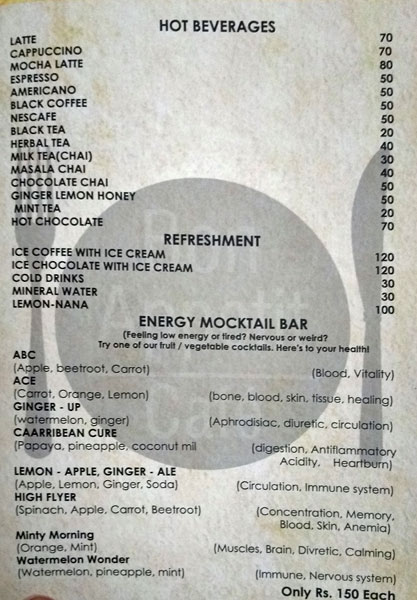 HOT BEVERAGES
LATTE 70
CAPPUCCINO 70
MOCHA LATTE 80
ESPRESSO 50
AMERICANO 50
BLACK COFFEE 50
NESCAFE 50
BLACK TEA 20
HERBAL TEA 40
MILK TEA(CHAI) 30
MASALA CHAI 40
CHOCOLATE CHAI 50
GINGER LEMON HONEY 50
MINT TEA 20
HOT CHOCOLATE 70
REFRESHMENT
ICE COFFEE WITH ICE CREAM 120
ICE CHOCOLATE WITH ICE CREAM 120
COLD DRINKS 30
MINERAL WATER 30
LEMON-NANA 100
ENERGY MOCKTAIL BAR
(Feeling low energy or tired? Nervous or weird?
Try one of our fruit / vegetable cocktails. Here's to your health!
ABC
(Apple, beetroot, Carrot) (Blood, Vitality)
ACE
(Carrot, Orange, Lemon) (bone, blood, skin, tissue, healing)
GINGER - UP
(watermelon, ginger) (Aphrodisiac, diuretic, circulation)
CAARRIBEAN CURE
(Papaya, pineapple, coconut mil (digestion, Antiflammatory
Acidity, Heartburn)
LEMON - APPLE, GINGER - ALE
(Apple, Lemon, Ginger, Soda) (Circulation, Immune system)
HIGH FLYER
(Spinach, Apple, Carrot, Beetroot) (Concentration, Memory,
Blood, Skin, Anemia)
Minty Morning
(Orange, Mint) (Muscles, Brain, Divretic, Calming)
Watermelon Wonder
(Watermelon, pineapple, mint) (Immune, Nervous system)
Only Rs. 150 Each